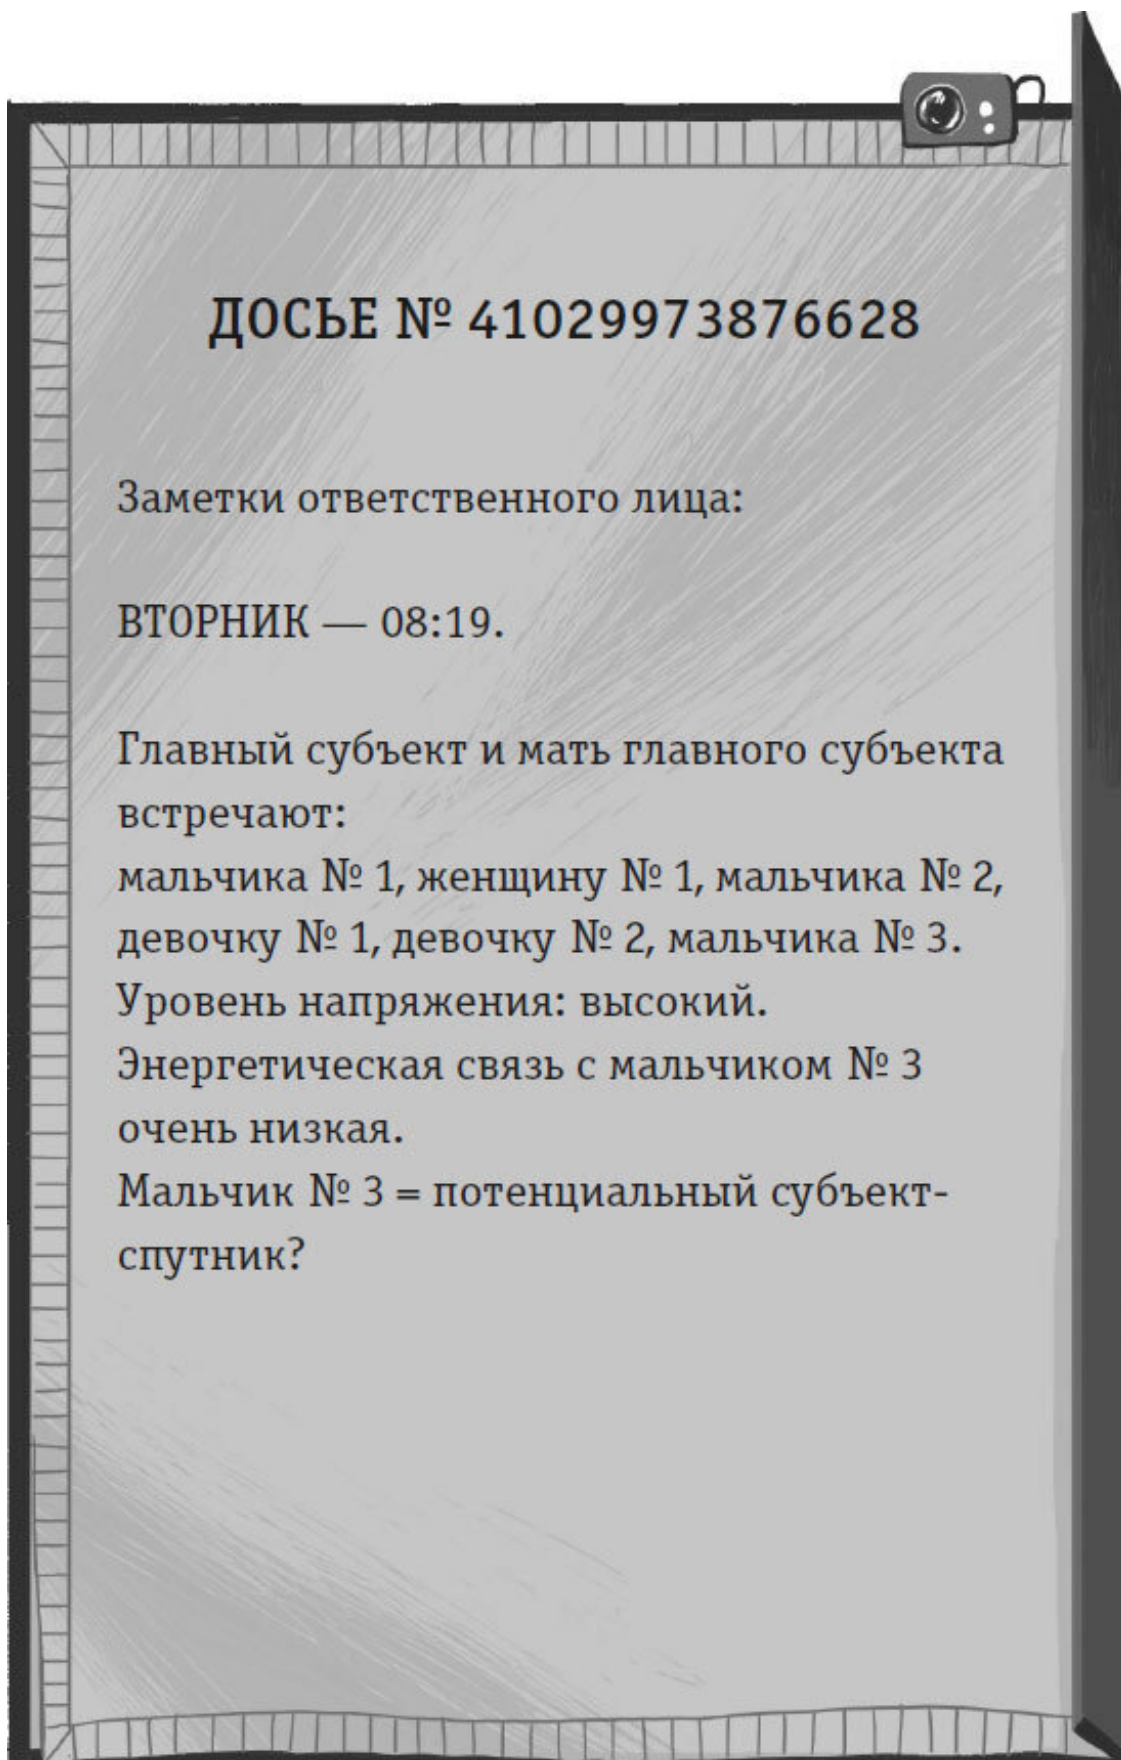 ДОСЬЕ № 41029973876628
Заметки ответственного лица:
ВТОРНИК — 08:19.
Главный субъект и мать главного субъекта
встречают:
мальчика № 1, женщину № 1, мальчика № 2,
девочку № 1, девочку № 2, мальчика № 3.
Уровень напряжения: высокий.
Энергетическая связь с мальчиком № 3
очень низкая.
Мальчик № 3 = потенциальный субъект-
спутник?